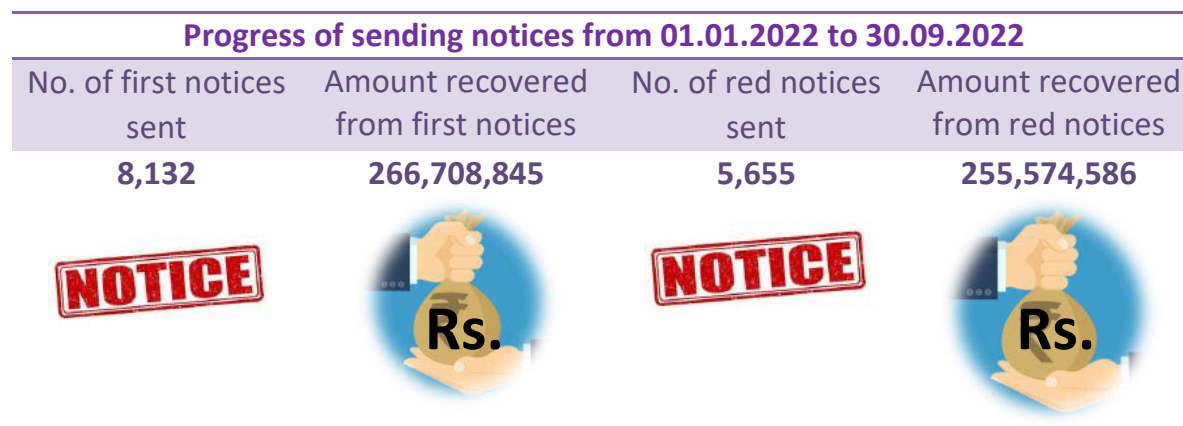 Progress of sending notices from 01.01.2022 to 30.09.2022
No. of first notices sent
Amount recovered from first notices
No. of red notices sent
Amount recovered from red notices
8,132
266,708,845
5,655
255,574,586
NOTICE
Rs.
NOTICE
Rs.